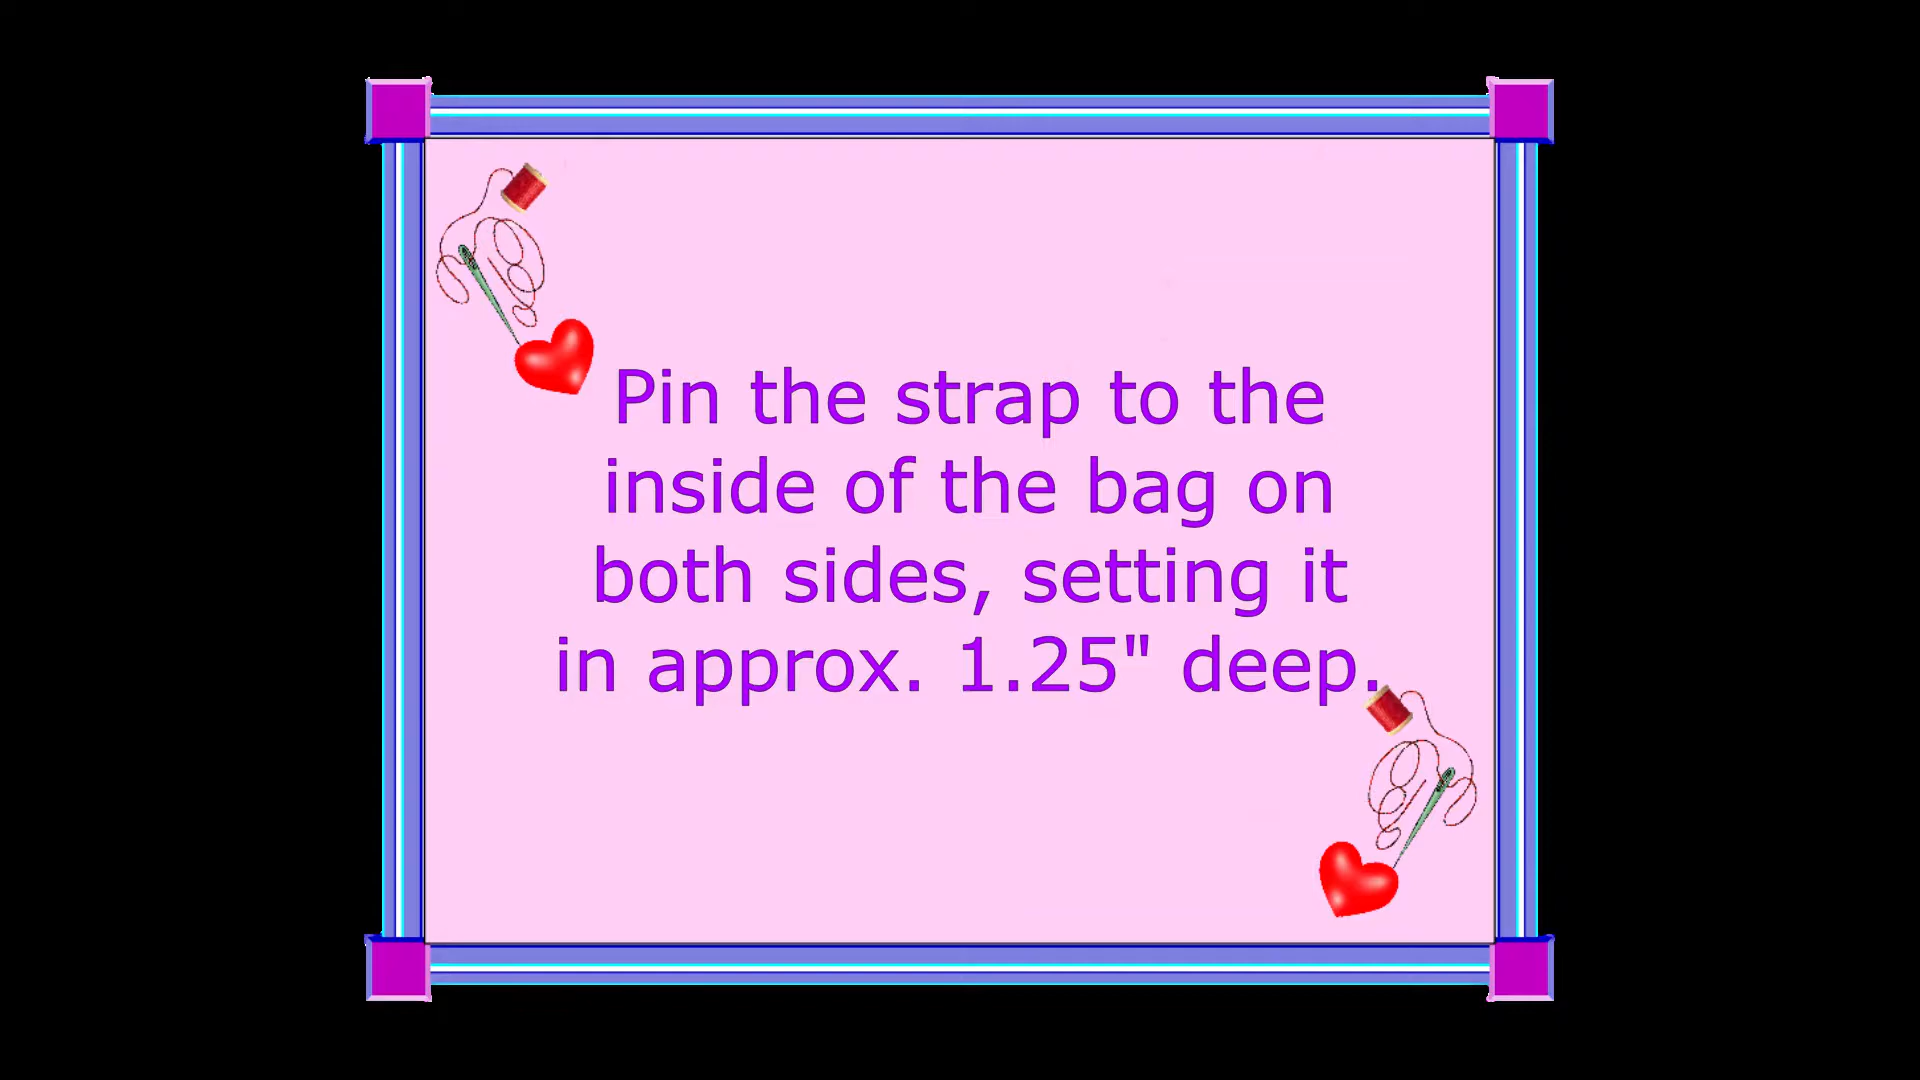 Pin the strap to the
inside of the bag on
both sides, setting it
in approx. 1.25" deep.